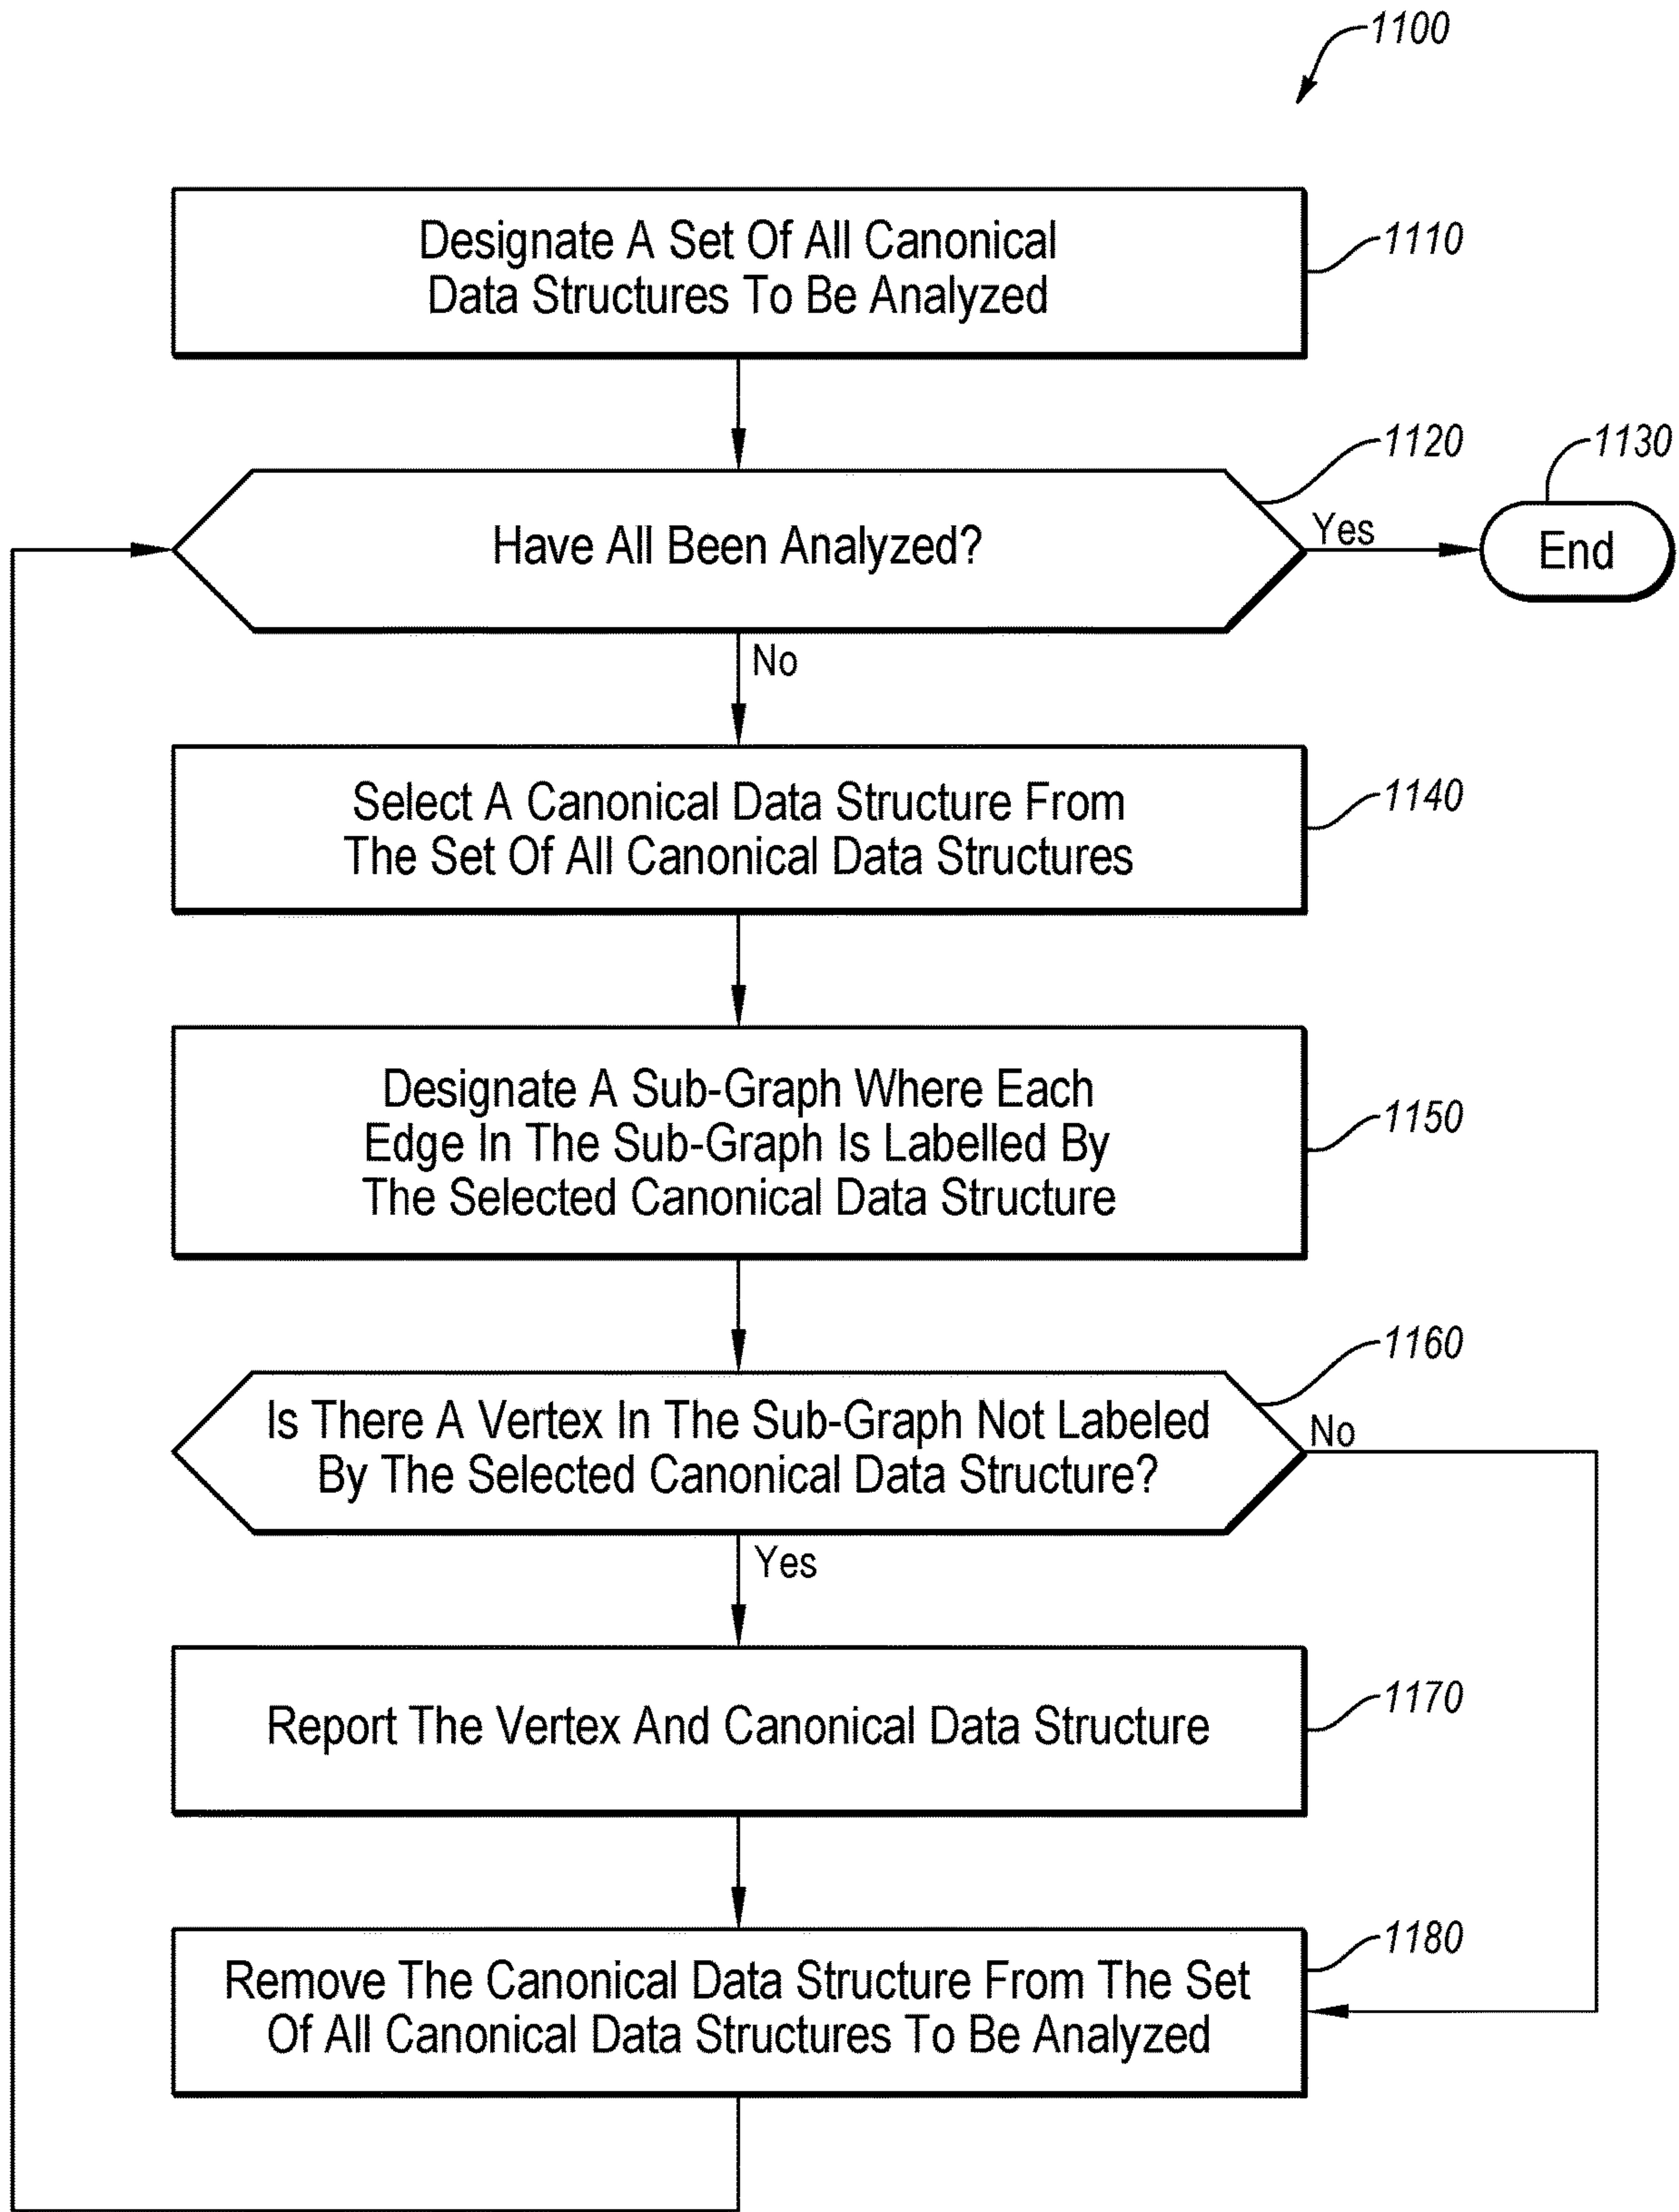 1100
Designate A Set Of All Canonical
Data Structures To Be Analyzed
1110
1120
1130
Have All Been Analyzed?
Yes
End
No
Select A Canonical Data Structure From
The Set Of All Canonical Data Structures
1140
Designate A Sub-Graph Where Each
Edge In The Sub-Graph Is Labelled By
The Selected Canonical Data Structure
1150
1160
Is There A Vertex In The Sub-Graph Not Labeled
By The Selected Canonical Data Structure?
No
Yes
Report The Vertex And Canonical Data Structure
1170
Remove The Canonical Data Structure From The Set
Of All Canonical Data Structures To Be Analyzed
1180